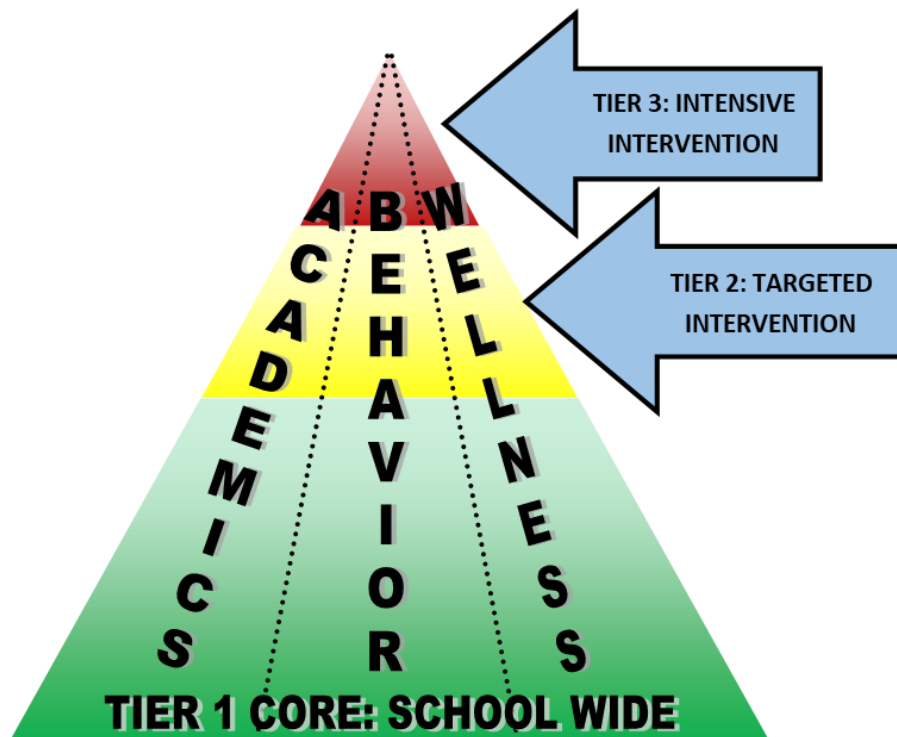 TIER 3: INTENSIVE
INTERVENTION
TIER 2: TARGETED
INTERVENTION
ACADEMICS
BEHAVIOR
WELLNESS
TIER 1 CORE: SCHOOL WIDE